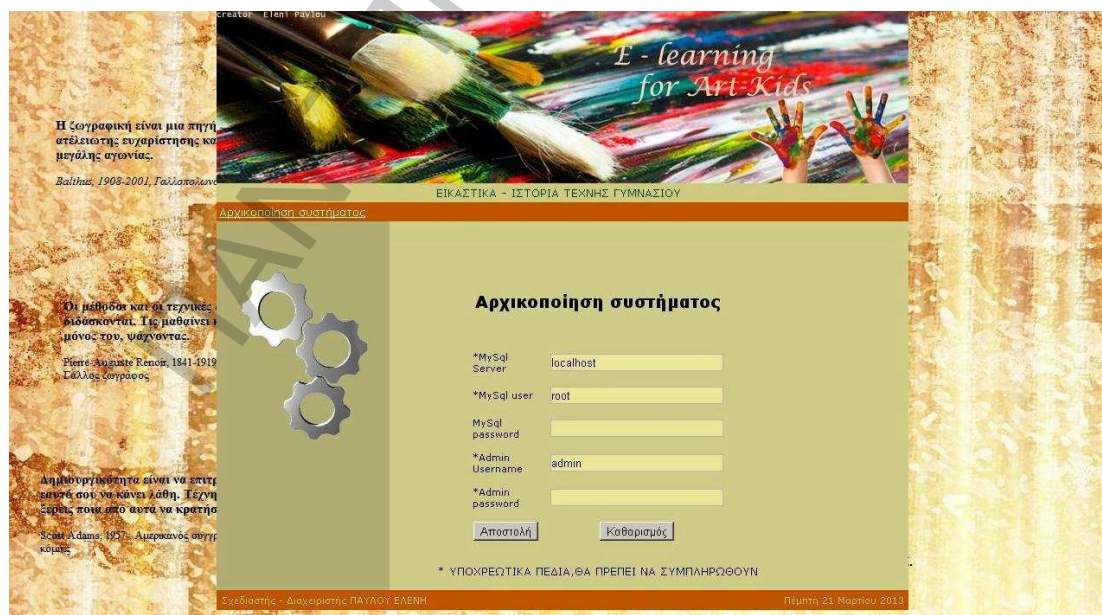 creator Eleni Pavlou
E - learning
for Art-Kids
Η ζωγραφική είναι μια πηγή
ατέλειωτης ευχαρίστησης κα
μεγάλης αγωνίας.
Balthus, 1908-2001, Γαλλοπολωνό
ΕΙΚΑΣΤΙΚΑ - ΙΣΤΟΡΙΑ ΤΕΧΝΗΣ ΓΥΜΝΑΣΙΟΥ
Αρχικοποίηση συστήματος
Οι μέθοδοι και οι τεχνικές
διδάσκονται. Τις μαθαίνει
μόνος του, ψάχνοντας.
Pierre-Auguste Renoir, 1841-1919
Γάλλος ζωγράφος
Δημιουργικότητα είναι να επιτρ
εαυτό σου να κάνει λάθη. Τέχνη
ξέρεις ποια από αυτά να κρατήσ
Scott Adams, 1957-, Αμερικανός συγγρ
κόμικς
Αρχικοποίηση συστήματος
*MySql
Server
localhost
*MySql user
root
MySql
password
*Admin
Username
admin
*Admin
password
Αποστολή
Καθαρισμός
* ΥΠΟΧΡΕΩΤΙΚΑ ΠΕΔΙΑ,ΘΑ ΠΡΕΠΕΙ ΝΑ ΣΥΜΠΛΗΡΩΘΟΥΝ
Σχεδιαστής - Διαχειριστής ΠΑΥΛΟΥ ΕΛΕΝΗ
Πέμπτη 21 Μαρτίου 2013